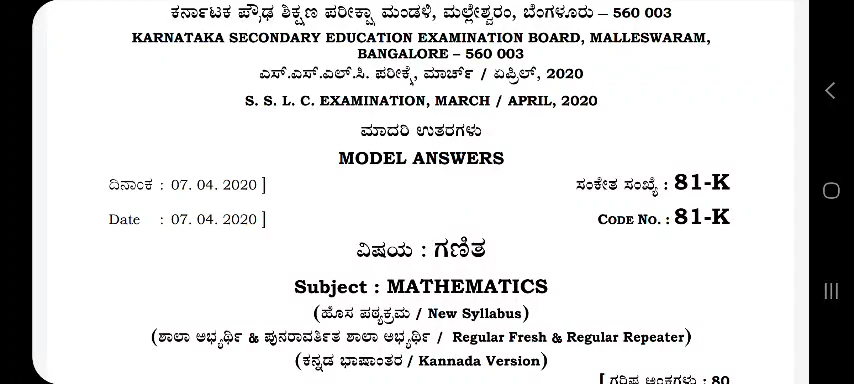 ಕರ್ನಾಟಕ ಪ್ರೌಢ ಶಿಕ್ಷಣ ಪರೀಕ್ಷಾ ಮಂಡಳಿ, ಮಲ್ಲೇಶ್ವರಂ, ಬೆಂಗಳೂರು – 560 003
KARNATAKA SECONDARY EDUCATION EXAMINATION BOARD, MALLESWARAM,
BANGALORE – 560 003
ಎಸ್.ಎಸ್.ಎಲ್.ಸಿ. ಪರೀಕ್ಷೆ, ಮಾರ್ಚ್ / ಏಪ್ರಿಲ್, 2020
S. S. L. C. EXAMINATION, MARCH / APRIL, 2020
ಮಾದರಿ ಉತ್ತರಗಳು
MODEL ANSWERS
ದಿನಾಂಕ : 07. 04. 2020 ] ಸಂಕೇತ ಸಂಖ್ಯೆ : 81-K
Date : 07. 04. 2020 ] CODE NO. : 81-K
ವಿಷಯ : ಗಣಿತ
Subject : MATHEMATICS
(ಹೊಸ ಪಠ್ಯಕ್ರಮ / New Syllabus)
(ಶಾಲಾ ಅಭ್ಯರ್ಥಿ & ಪುನರಾವರ್ತಿತ ಶಾಲಾ ಅಭ್ಯರ್ಥಿ / Regular Fresh & Regular Repeater)
(ಕನ್ನಡ ಭಾಷಾಂತರ / Kannada Version)
[ ಗರಿಷ್ಠ ಅಂಕಗಳು : 80